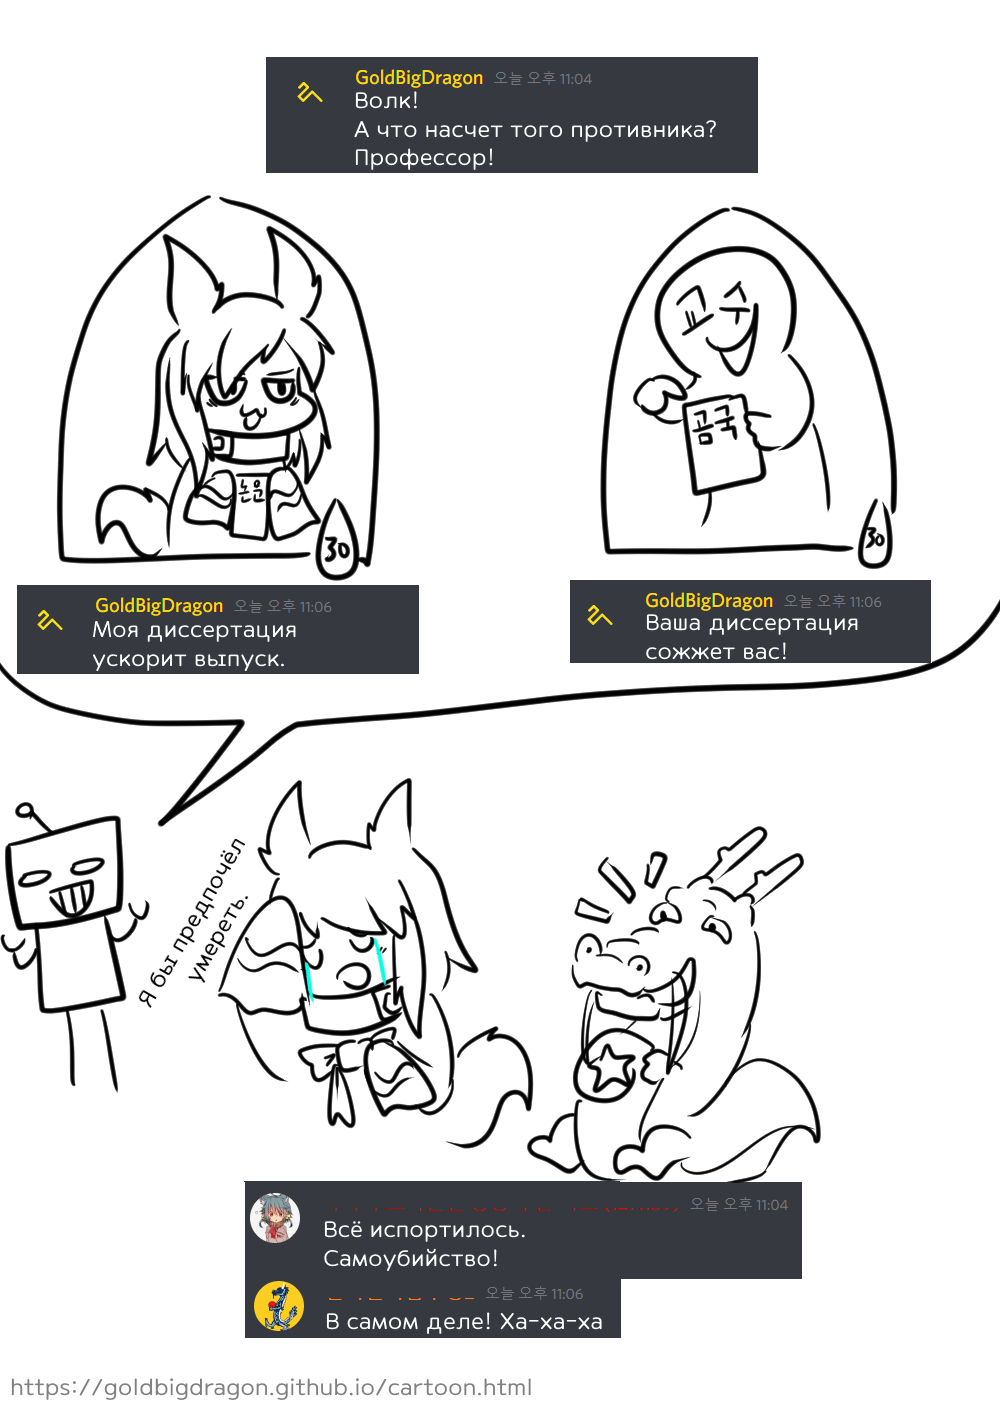 GoldBigDragon 오늘 오후 11:04
Волк!
А что насчет того противника?
Профессор!
교수
곰국
논문
30
30
GoldBigDragon 오늘 오후 11:06
Моя диссертация
ускорит выпуск.
GoldBigDragon 오늘 오후 11:06
Ваша диссертация
сожжет вас!
Я бы предпочёл
умереть.
오늘 오후 11:04
Всё испортилось.
Самоубийство!
오늘 오후 11:06
В самом деле! Ха-ха-ха
https://goldbigdragon.github.io/cartoon.html